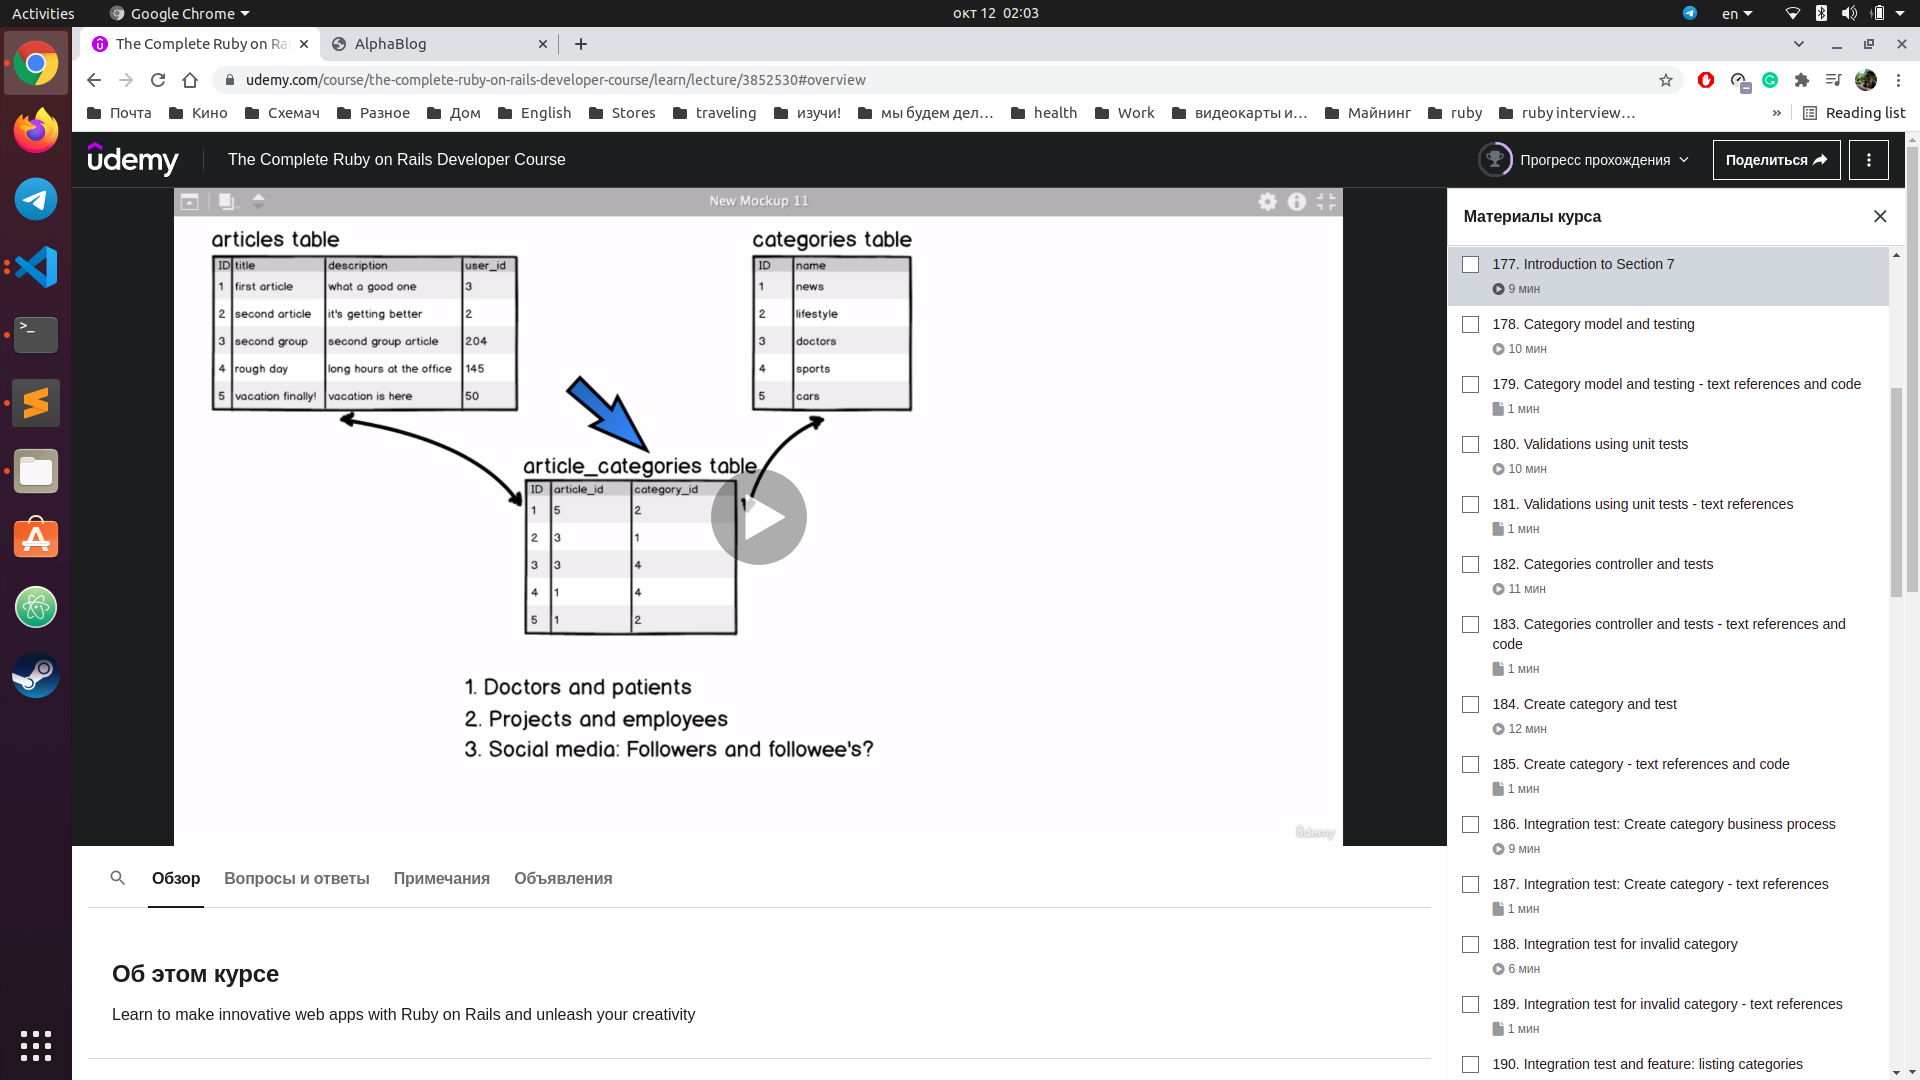 Activities
Google Chrome
окт 12 02:03
en
The Complete Ruby on Ra
AlphaBlog
udemy.com/course/the-complete-ruby-on-rails-developer-course/learn/lecture/3852530#overview
Почта
Кино
Схемач
Разное
Дом
English
Stores
traveling
изучи!
мы будем дел…
health
Work
видеокарты и…
Майнинг
ruby
ruby interview…
»
Reading list
udemy
The Complete Ruby on Rails Developer Course
Прогресс прохождения
Поделиться
New Mockup 11
articles table
ID title description user_id
1 first article what a good one 3
2 second article it's getting better 2
3 second group second group article 204
4 rough day long hours at the office 145
5 vacation finally! vacation is here 50
categories table
ID name
1 news
2 lifestyle
3 doctors
4 sports
5 cars
article_categories table
ID article_id category_id
1 5 2
2 3 1
3 3 4
4 1 4
5 1 2
1. Doctors and patients
2. Projects and employees
3. Social media: Followers and followee's?
udemy
Материалы курса
177. Introduction to Section 7
9 мин
178. Category model and testing
10 мин
179. Category model and testing - text references and code
1 мин
180. Validations using unit tests
10 мин
181. Validations using unit tests - text references
1 мин
182. Categories controller and tests
11 мин
183. Categories controller and tests - text references and
code
1 мин
184. Create category and test
12 мин
185. Create category - text references and code
1 мин
186. Integration test: Create category business process
9 мин
187. Integration test: Create category - text references
1 мин
188. Integration test for invalid category
6 мин
189. Integration test for invalid category - text references
1 мин
190. Integration test and feature: listing categories
Обзор
Вопросы и ответы
Примечания
Объявления
Об этом курсе
Learn to make innovative web apps with Ruby on Rails and unleash your creativity